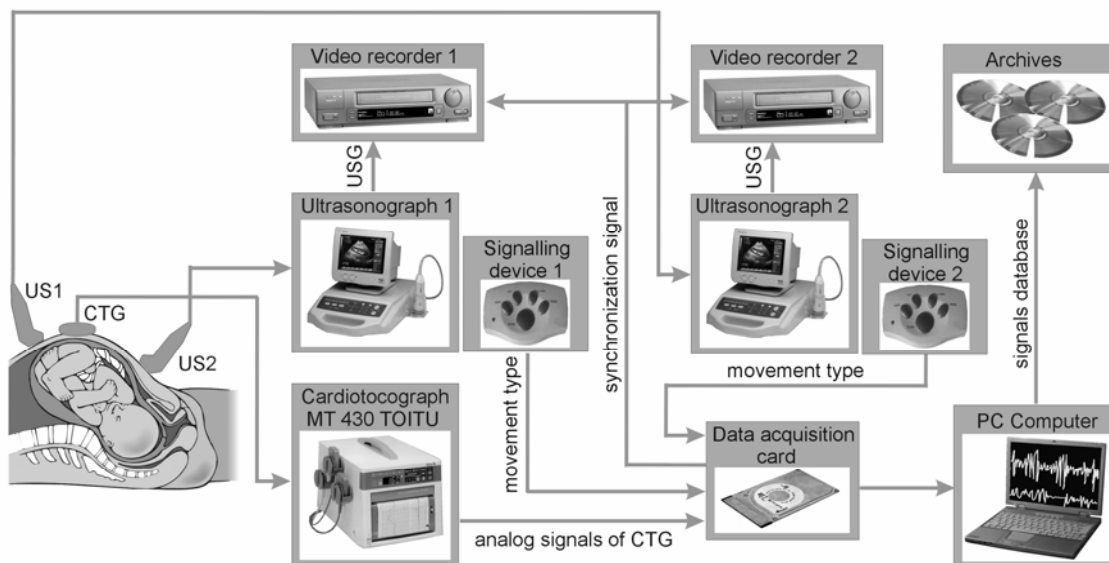 Video recorder 1
Video recorder 2
Archives
USG
USG
Ultrasonograph 1
Signalling
device 1
synchronization signal
Ultrasonograph 2
Signalling
device 2
signals database
US1
CTG
US2
movement type
movement type
Cardiotocograph
MT 430 TOITU
Data acquisition
card
PC Computer
analog signals of CTG